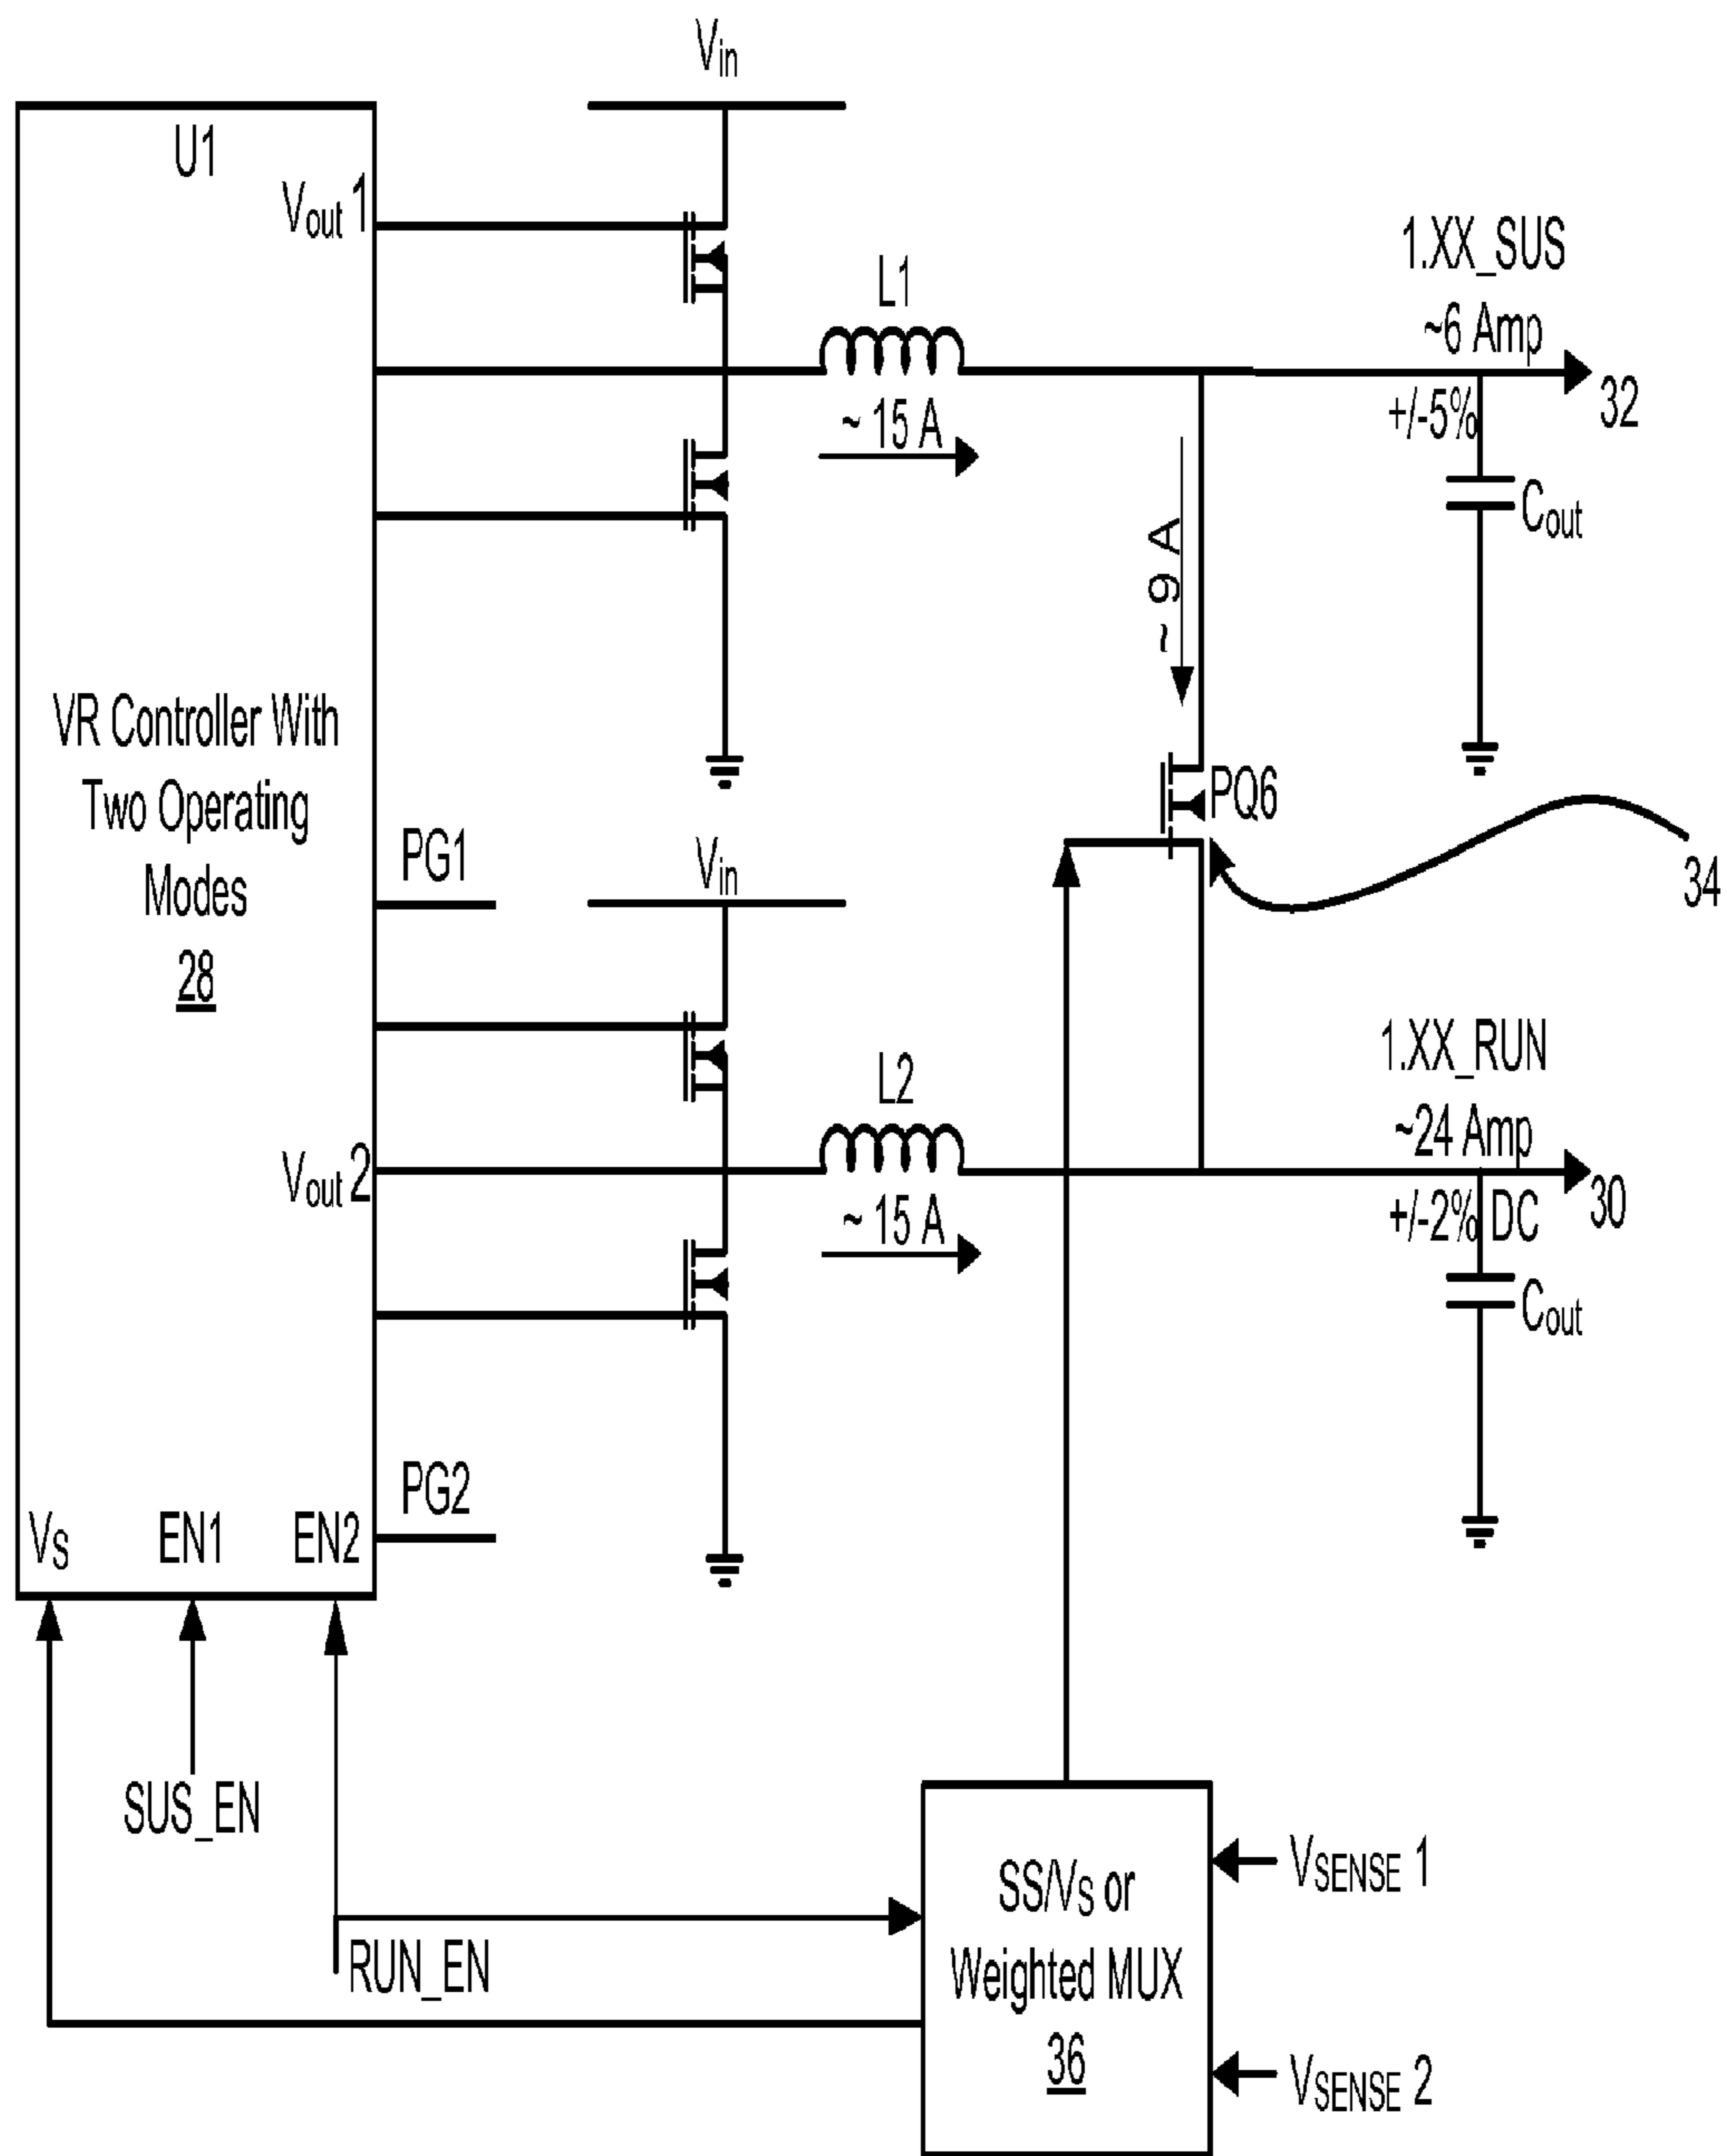 Vin
U1
Vout 1
L1
~ 15 A
1.XX_SUS
~6 Amp
+/-5%
32
Cout
~ 9 A
VR Controller With
Two Operating
Modes
28
PG1
Vin
PQ6
34
Vout 2
L2
~ 15 A
1.XX_RUN
~24 Amp
+/-2% DC
30
Cout
PG2
VS
EN1
EN2
SUS_EN
RUN_EN
SS/VS or
Weighted MUX
36
VSENSE 1
VSENSE 2